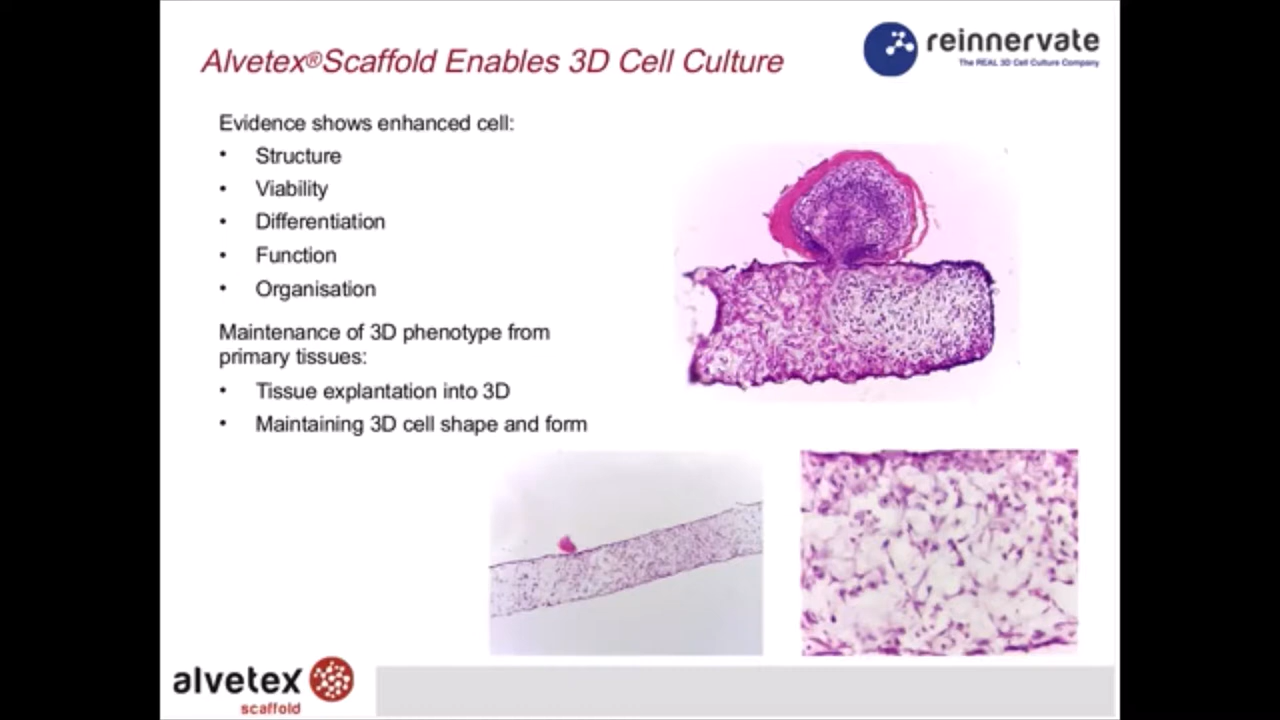 Alvetex®Scaffold Enables 3D Cell Culture
reinnervate
The REAL 3D Cell Culture Company
Evidence shows enhanced cell:
• Structure
• Viability
• Differentiation
• Function
• Organisation
Maintenance of 3D phenotype from
primary tissues:
• Tissue explantation into 3D
• Maintaining 3D cell shape and form
alvetex
scaffold